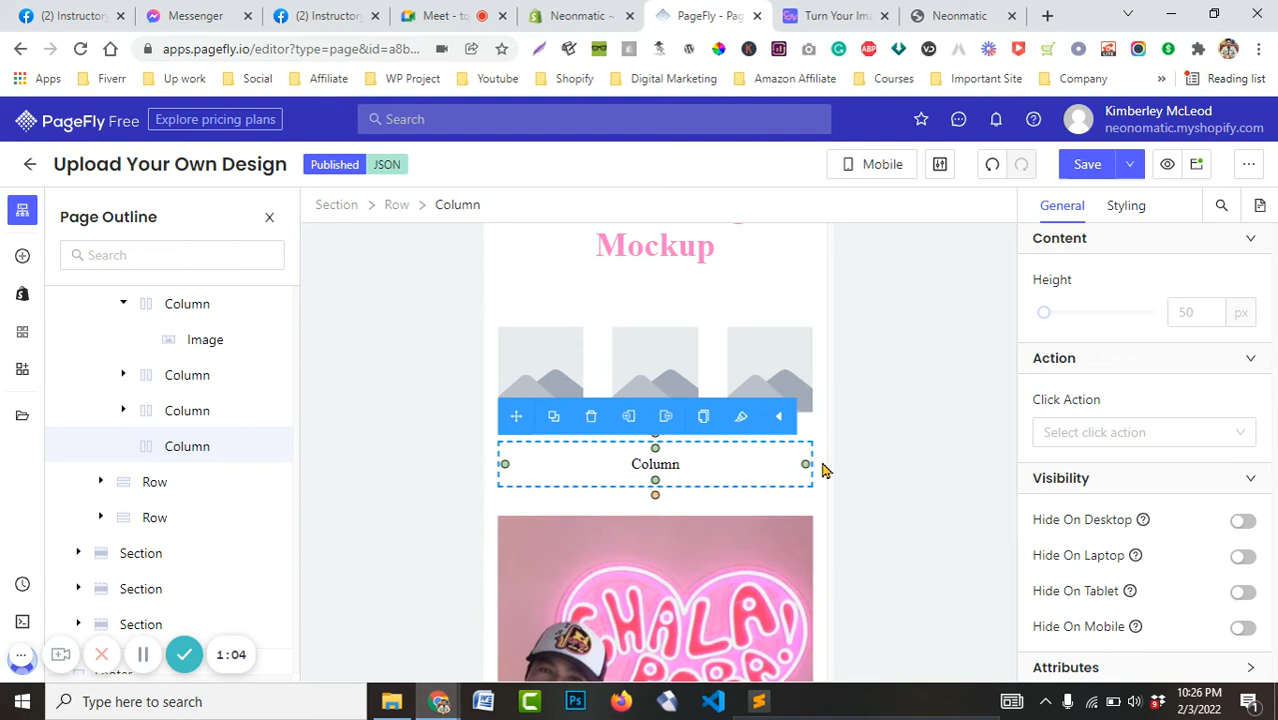 (2) Instructory
Messenger
(2) Instructory
Meet - to
Neonmatic ~
PageFly - Pag
Turn Your Ima
Neonmatic
apps.pagefly.io/editor?type=page&id=a8b...
Apps
Fiverr
Up work
Social
Affiliate
WP Project
Youtube
Shopify
Digital Marketing
Amazon Affiliate
Courses
Important Site
Company
»
Reading list
PageFly Free
Explore pricing plans
Search
Kimberley McLeod
neonomatic.myshopify.com
Upload Your Own Design
Published
JSON
Mobile
Save
Page Outline
Section > Row > Column
General
Styling
Search
Column
Image
Column
Column
Column
Row
Row
Section
Section
Section
Mockup
Column
CHALA!
Content
Height
50
px
Action
Click Action
Select click action
Visibility
Hide On Desktop
Hide On Laptop
Hide On Tablet
Hide On Mobile
Attributes
1:04
Type here to search
10:26 PM
2/3/2022